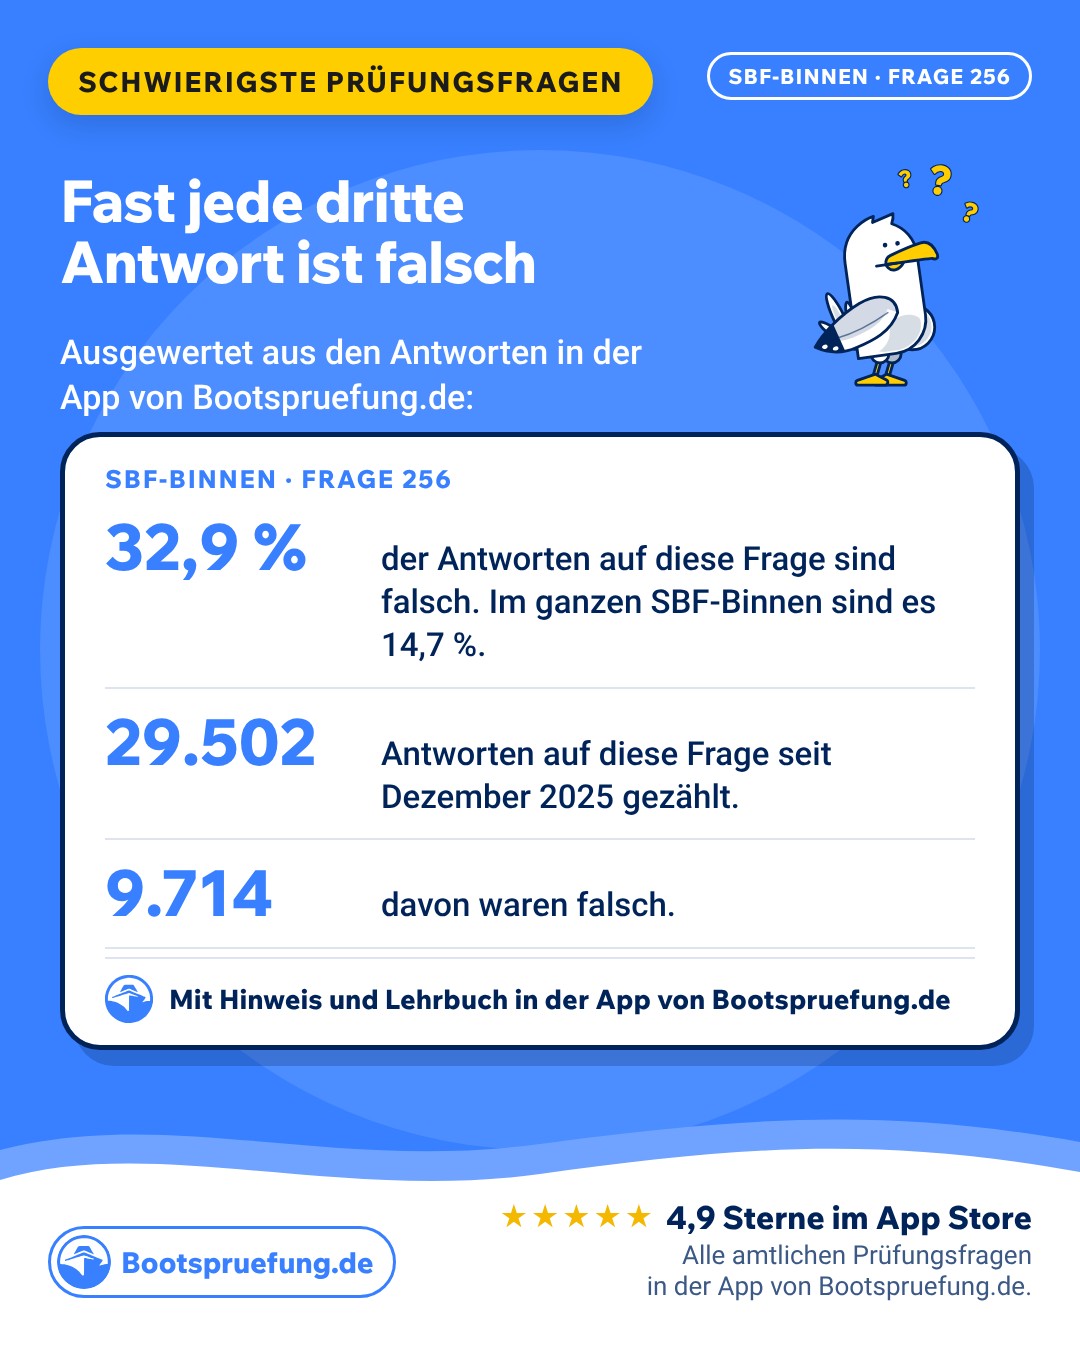 SCHWIERIGSTE PRÜFUNGSFRAGEN
SBF-BINNEN · FRAGE 256
Fast jede dritte
Antwort ist falsch
? ? ?
Ausgewertet aus den Antworten in der
App von Bootspruefung.de:
SBF-BINNEN · FRAGE 256
32,9 %
der Antworten auf diese Frage sind
falsch. Im ganzen SBF-Binnen sind es
14,7 %.
29.502
Antworten auf diese Frage seit
Dezember 2025 gezählt.
9.714
davon waren falsch.
Mit Hinweis und Lehrbuch in der App von Bootspruefung.de
★★★★★ 4,9 Sterne im App Store
Alle amtlichen Prüfungsfragen
in der App von Bootspruefung.de.
Bootspruefung.de